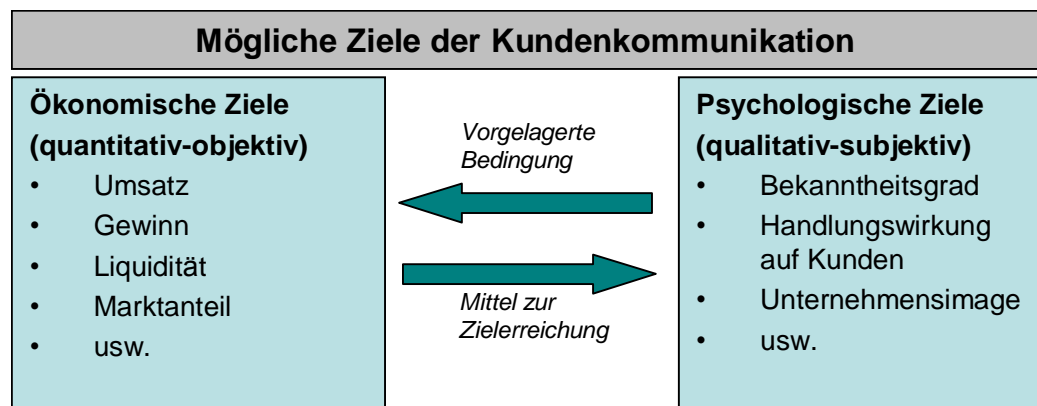 Mögliche Ziele der Kundenkommunikation
Ökonomische Ziele
(quantitativ-objektiv)
• Umsatz
• Gewinn
• Liquidität
• Marktanteil
• usw.
Vorgelagerte
Bedingung
Mittel zur
Zielerreichung
Psychologische Ziele
(qualitativ-subjektiv)
• Bekanntheitsgrad
• Handlungswirkung
auf Kunden
• Unternehmensimage
• usw.